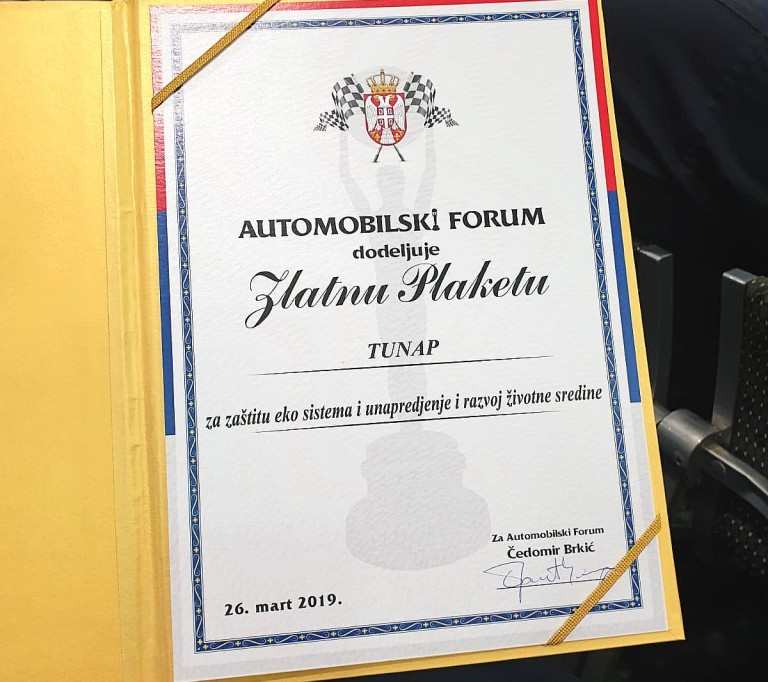 AUTOMOBILSKI FORUM
dodeljuje
Zlatnu Plaketu
TUNAP
za zaštitu eko sistema i unapredjenje i razvoj životne sredine
Za Automobilski Forum
Čedomir Brkić
26. mart 2019.